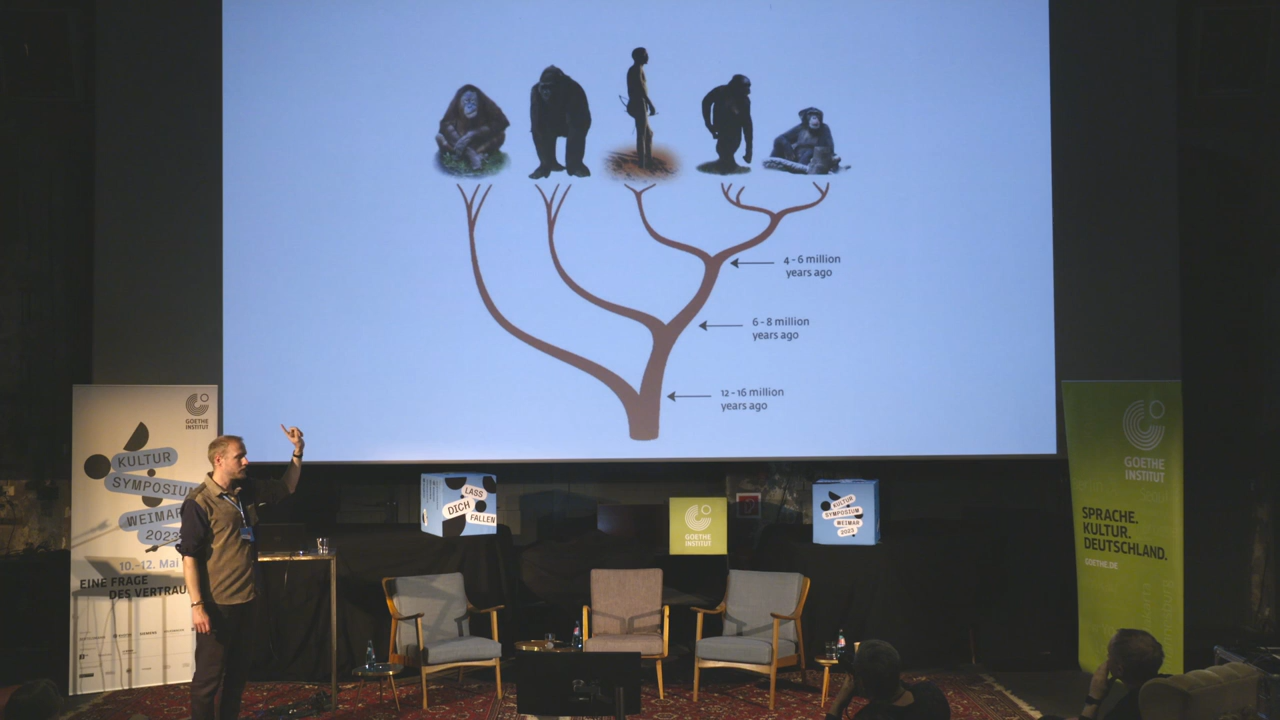 4 - 6 million
years ago
6 - 8 million
years ago
12 - 16 million
years ago
GOETHE
INSTITUT
KULTUR
SYMPOSIUM
WEIMAR
2023
10.–12. Mai
EINE FRAGE
DES VERTRAU
LASS
DICH
FALLEN
GOETHE
INSTITUT
KULTUR
SYMPOSIUM
WEIMAR
2023
GOETHE
INSTITUT
SPRACHE.
KULTUR.
DEUTSCHLAND.
GOETHE.DE